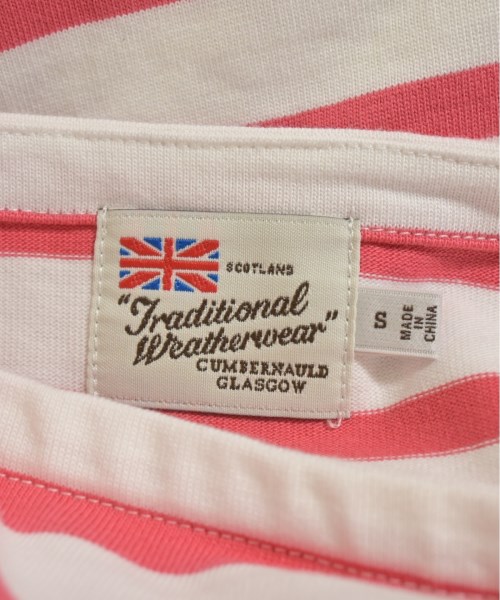 SCOTLAND
"Traditional
Weatherwear"
CUMBERNAULD
GLASGOW
S
MADE
IN
CHINA